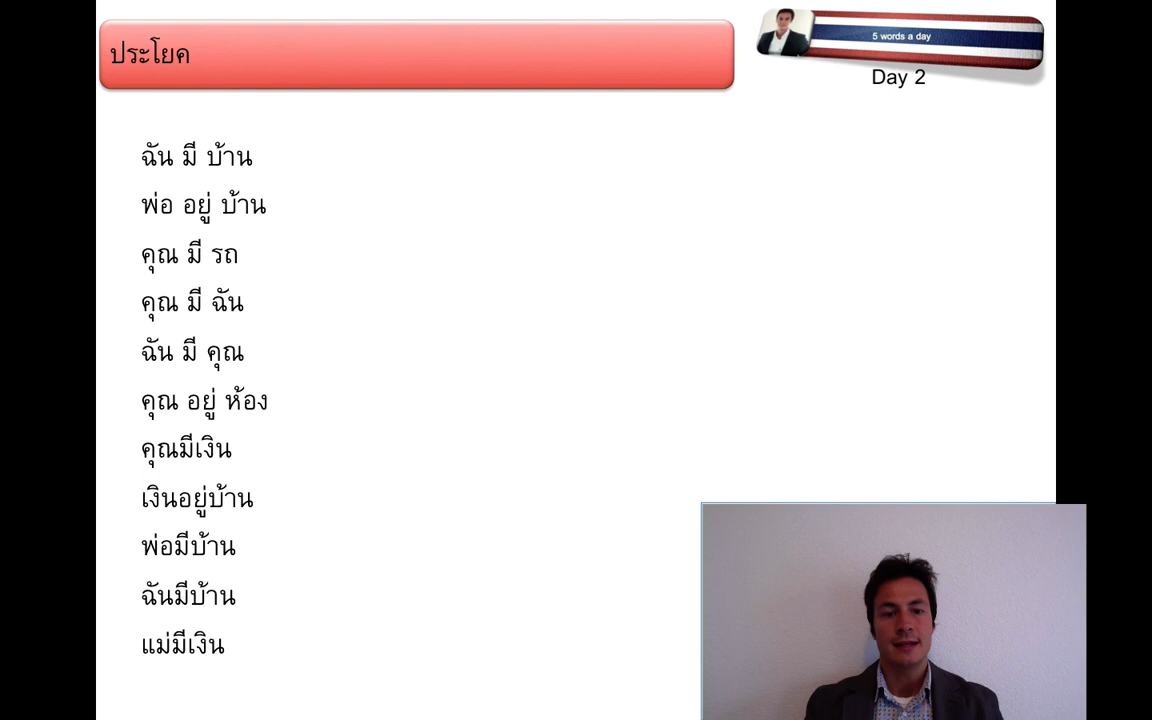 ประโยค
5 words a day
Day 2
ฉัน มี บ้าน
พ่อ อยู่ บ้าน
คุณ มี รถ
คุณ มี ฉัน
ฉัน มี คุณ
คุณ อยู่ ห้อง
คุณมีเงิน
เงินอยู่บ้าน
พ่อมีบ้าน
ฉันมีบ้าน
แม่มีเงิน